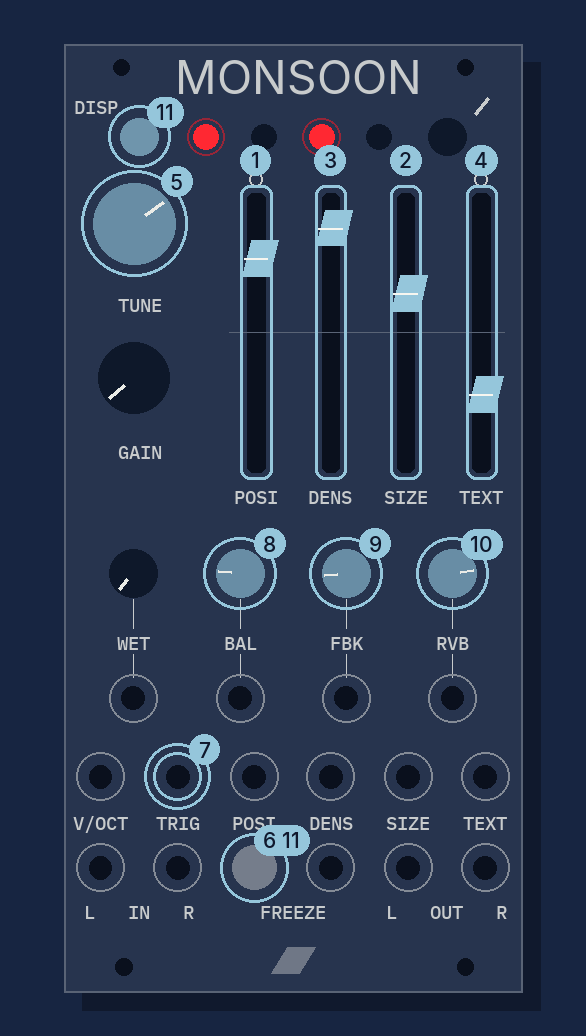 MONSOON
DISP 11
1 3 2 4
5
TUNE
GAIN
POSI DENS SIZE TEXT
8 9 10
WET BAL FBK RVB
7
V/OCT TRIG POSI DENS SIZE TEXT
6 11
L IN R FREEZE L OUT R